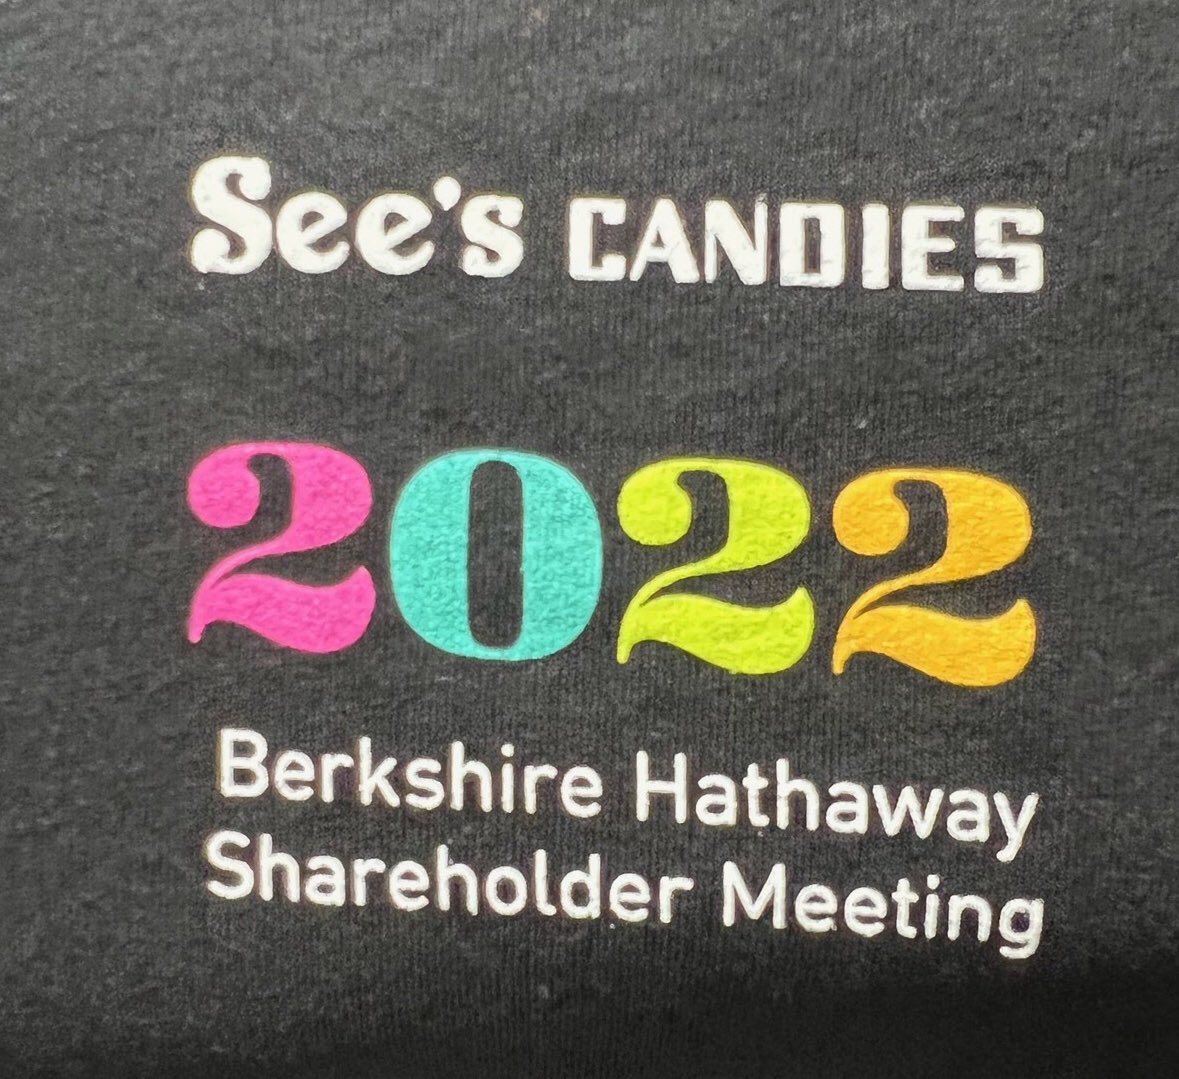 See's CANDIES
2022
Berkshire Hathaway
Shareholder Meeting